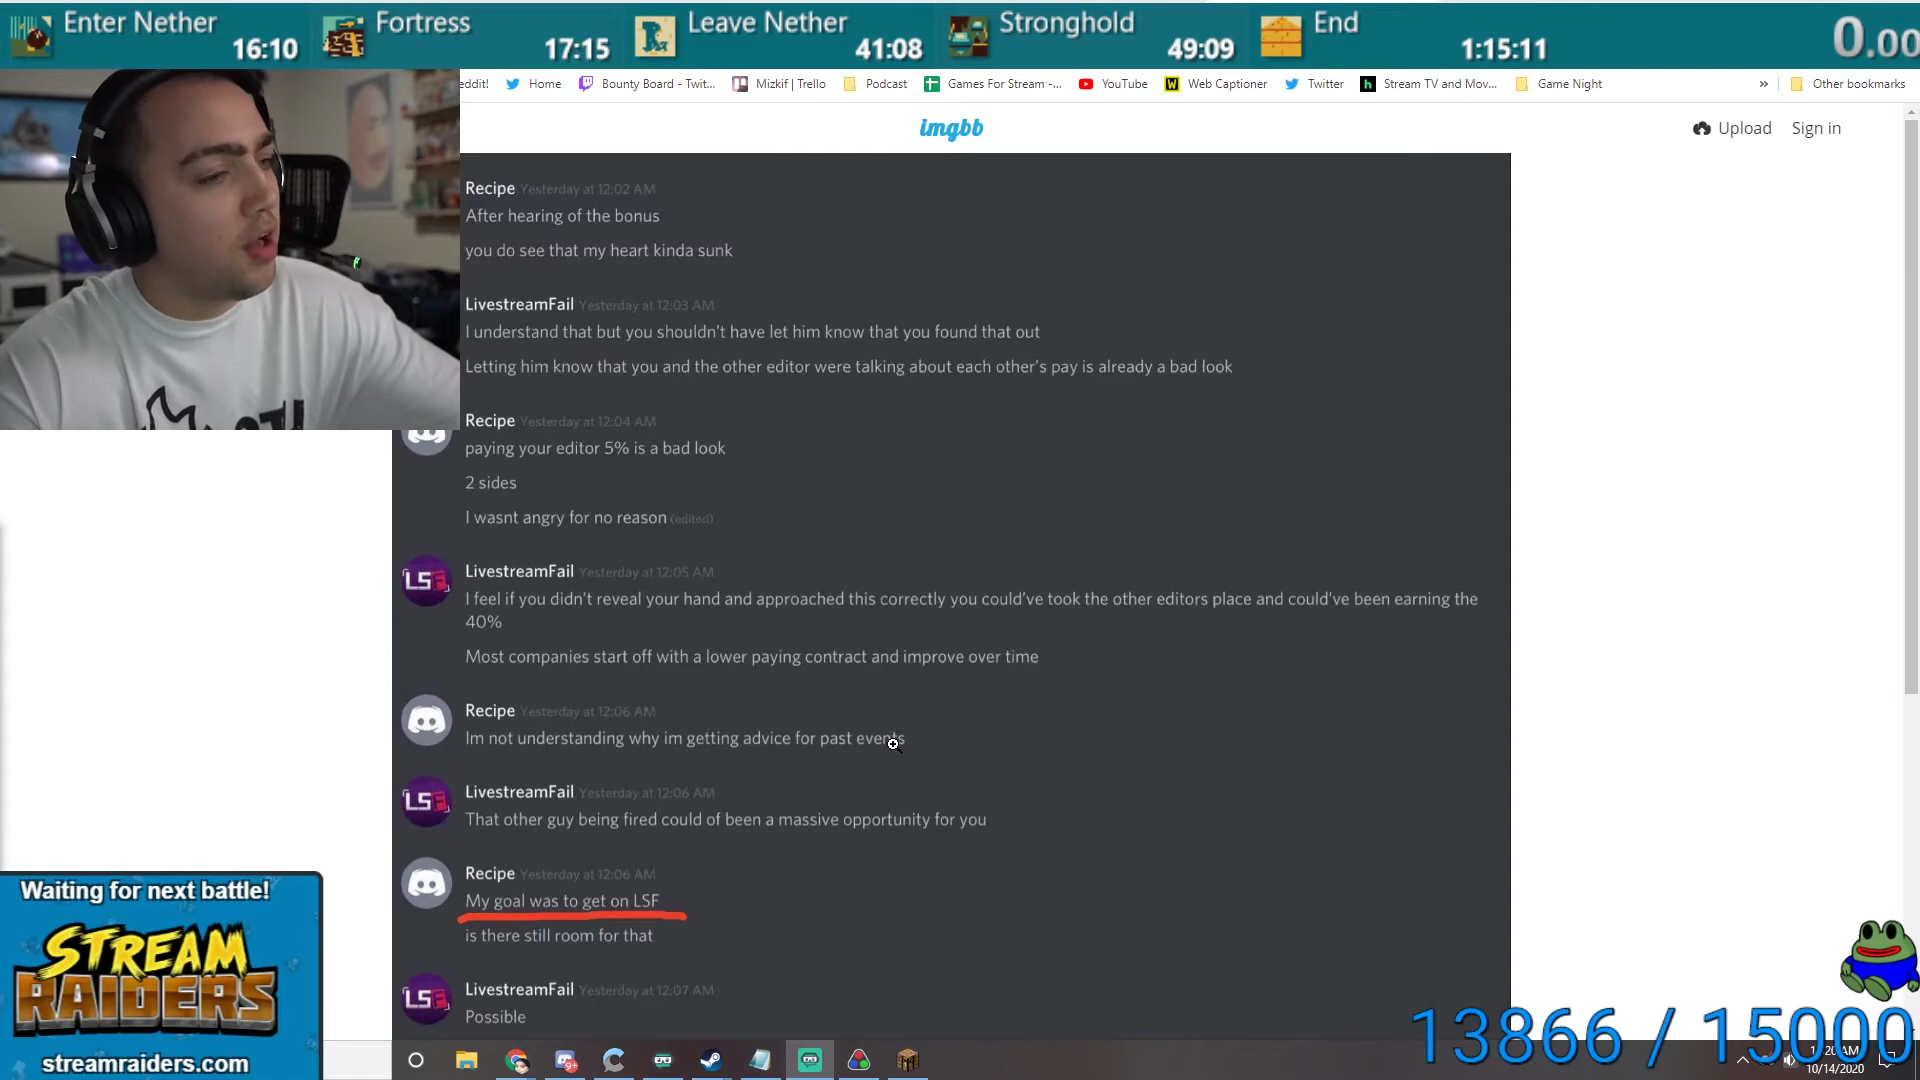 Enter Nether
16:10
Fortress
17:15
Leave Nether
41:08
Stronghold
49:09
End
1:15:11
0.00
eddit!
Home
Bounty Board - Twit...
Mizkif | Trello
Podcast
Games For Stream -...
YouTube
Web Captioner
Twitter
Stream TV and Mov...
Game Night
»
Other bookmarks
imgbb
Upload
Sign in
Recipe Yesterday at 12:02 AM
After hearing of the bonus
you do see that my heart kinda sunk
LivestreamFail Yesterday at 12:03 AM
I understand that but you shouldn't have let him know that you found that out
Letting him know that you and the other editor were talking about each other's pay is already a bad look
Recipe Yesterday at 12:04 AM
paying your editor 5% is a bad look
2 sides
I wasnt angry for no reason (edited)
LSF
LivestreamFail Yesterday at 12:05 AM
I feel if you didn't reveal your hand and approached this correctly you could've took the other editors place and could've been earning the
40%
Most companies start off with a lower paying contract and improve over time
Recipe Yesterday at 12:06 AM
Im not understanding why im getting advice for past events
LSF
LivestreamFail Yesterday at 12:06 AM
That other guy being fired could of been a massive opportunity for you
Recipe Yesterday at 12:06 AM
My goal was to get on LSF
is there still room for that
LSF
LivestreamFail Yesterday at 12:07 AM
Possible
Waiting for next battle!
STREAM
RAIDERS
streamraiders.com
13866 / 15000
20 AM
10/14/2020